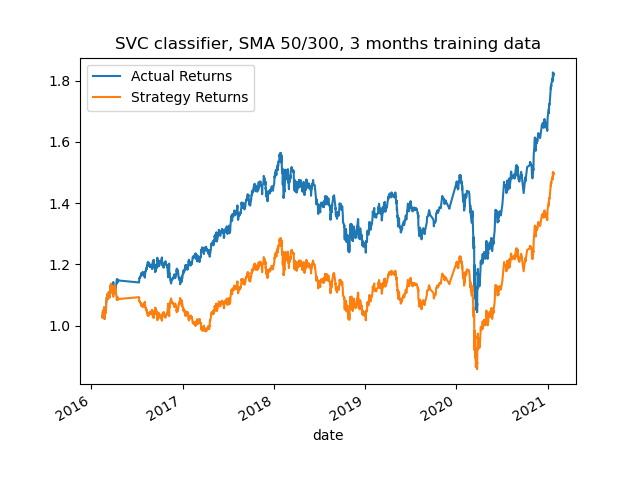 SVC classifier, SMA 50/300, 3 months training data
Actual Returns
Strategy Returns
1.8
1.6
1.4
1.2
1.0
2016
2017
2018
2019
2020
2021
date